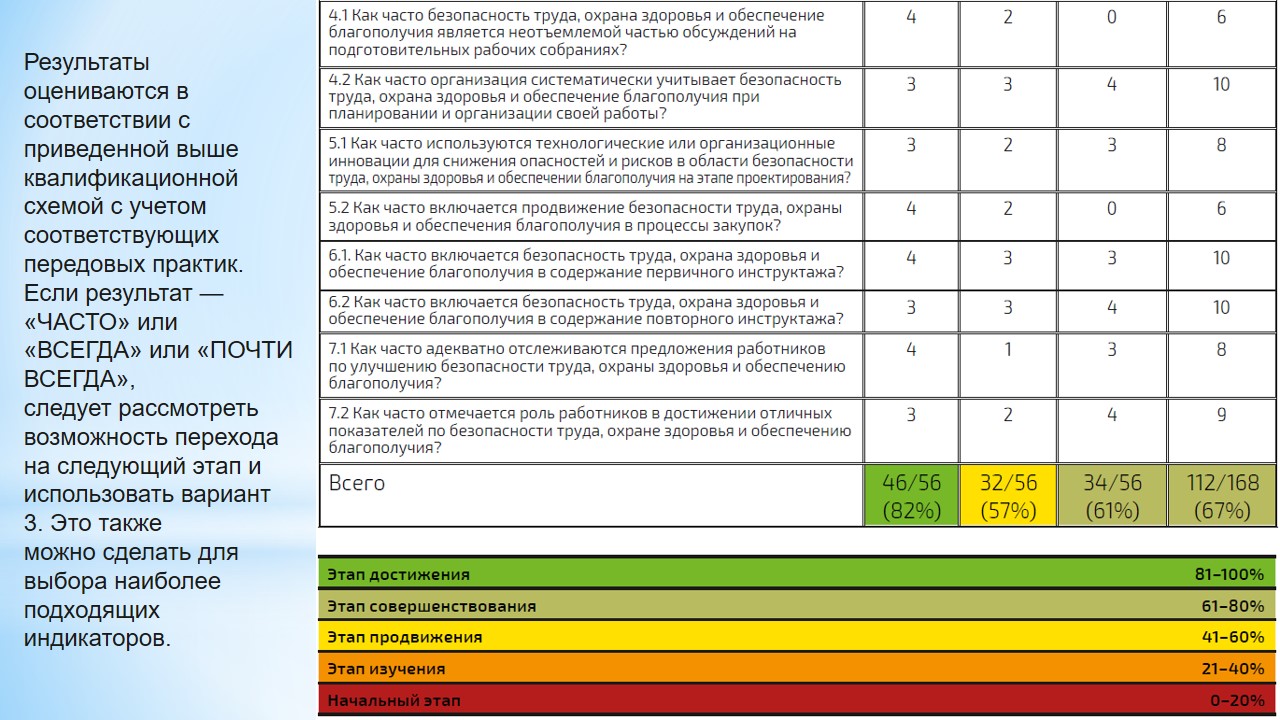 Результаты
оцениваются в
соответствии с
приведенной выше
квалификационной
схемой с учетом
соответствующих
передовых практик.
Если результат —
«ЧАСТО» или
«ВСЕГДА» или «ПОЧТИ
ВСЕГДА»,
следует рассмотреть
возможность перехода
на следующий этап и
использовать вариант
3. Это также
можно сделать для
выбора наиболее
подходящих
индикаторов.
4.1 Как часто безопасность труда, охрана здоровья и обеспечение
благополучия является неотъемлемой частью обсуждений на
подготовительных рабочих собраниях?
4 2 0 6
4.2 Как часто организация систематически учитывает безопасность
труда, охрана здоровья и обеспечение благополучия при
планировании и организации своей работы?
3 3 4 10
5.1 Как часто используются технологические или организационные
инновации для снижения опасностей и рисков в области безопасности
труда, охраны здоровья и обеспечении благополучия на этапе проектирования?
3 2 3 8
5.2 Как часто включается продвижение безопасности труда, охраны
здоровья и обеспечения благополучия в процессы закупок?
4 2 0 6
6.1. Как часто включается безопасность труда, охрана здоровья и
обеспечение благополучия в содержание первичного инструктажа?
4 3 3 10
6.2 Как часто включается безопасность труда, охрана здоровья и
обеспечение благополучия в содержание повторного инструктажа?
3 3 4 10
7.1 Как часто адекватно отслеживаются предложения работников
по улучшению безопасности труда, охраны здоровья и обеспечению
благополучия?
4 1 3 8
7.2 Как часто отмечается роль работников в достижении отличных
показателей по безопасности труда, охране здоровья и обеспечению
благополучия?
3 2 4 9
Всего 46/56 32/56 34/56 112/168
(82%) (57%) (61%) (67%)
Этап достижения 81–100%
Этап совершенствования 61–80%
Этап продвижения 41–60%
Этап изучения 21–40%
Начальный этап 0–20%